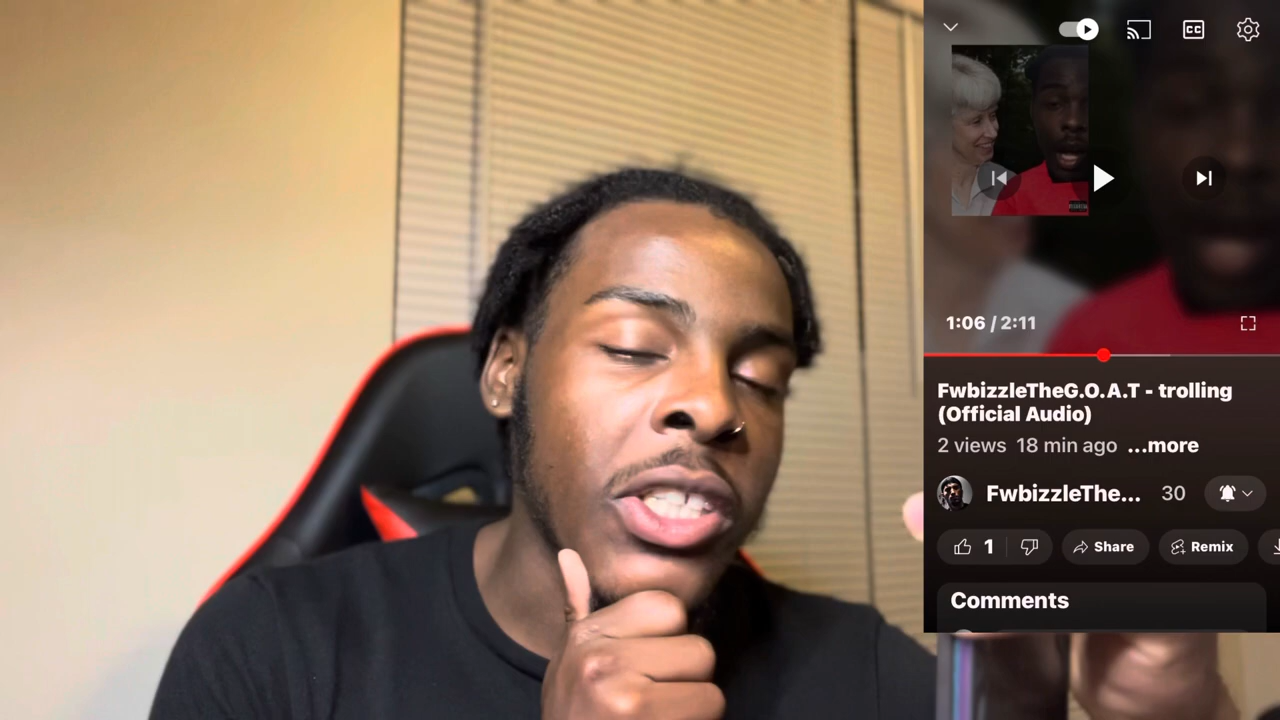 CC
1:06 / 2:11
FwbizzleTheG.O.A.T - trolling
(Official Audio)
2 views 18 min ago ...more
FwbizzleThe... 30
1 Share Remix
Comments